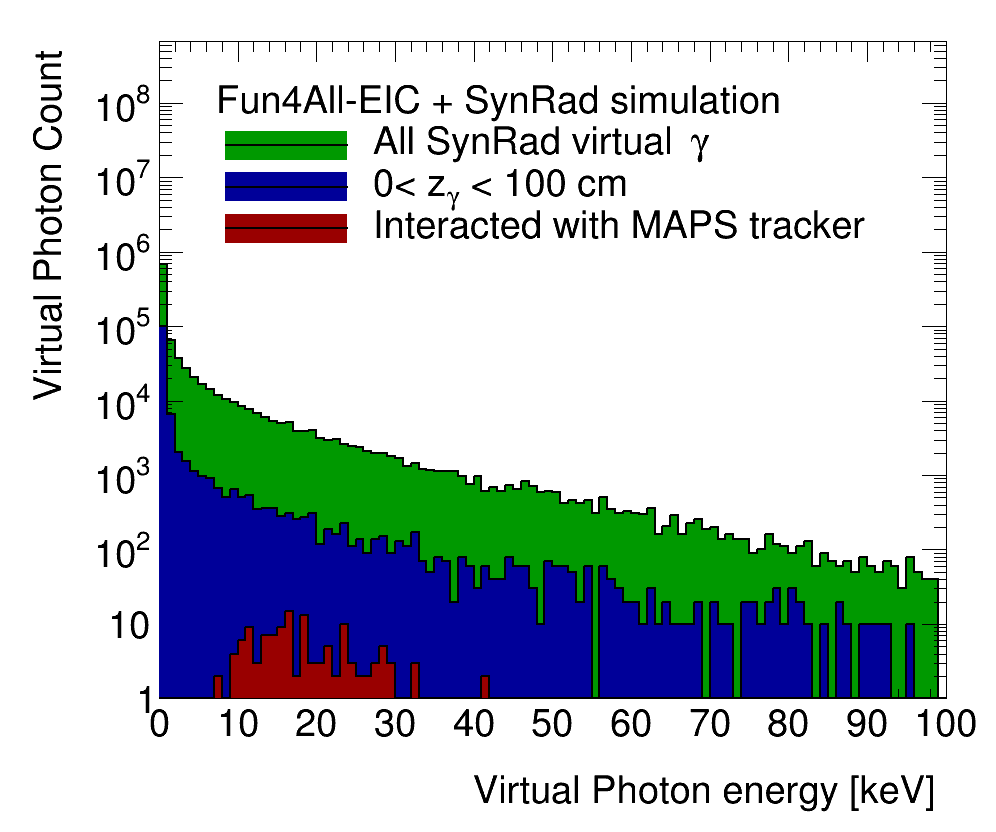 Virtual Photon Count
Fun4All-EIC + SynRad simulation
All SynRad virtual γ
0< z_γ < 100 cm
Interacted with MAPS tracker
10^8
10^7
10^6
10^5
10^4
10^3
10^2
10
1
0 10 20 30 40 50 60 70 80 90 100
Virtual Photon energy [keV]